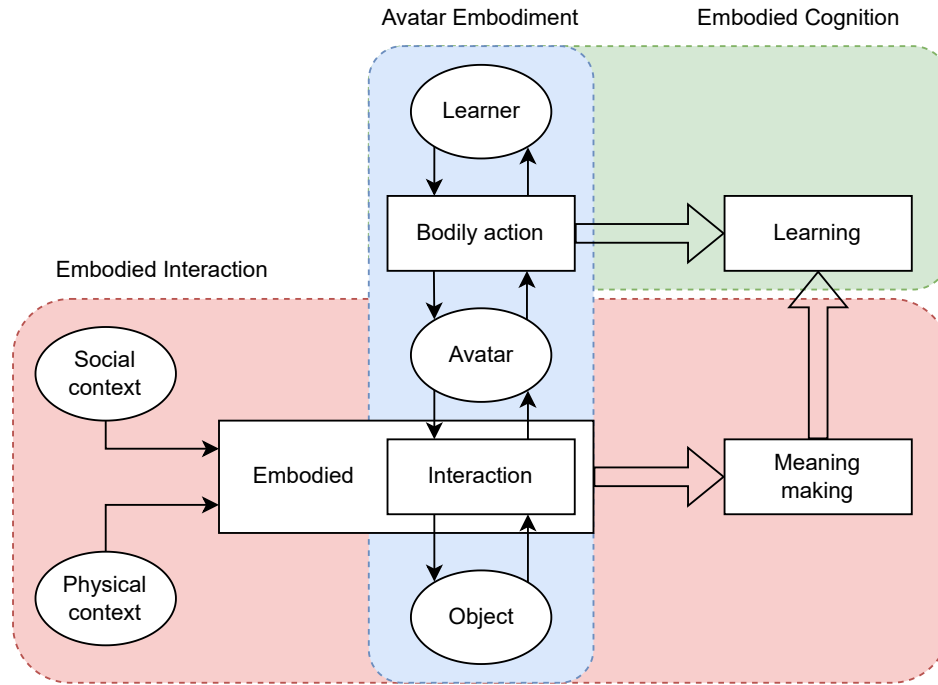 Avatar Embodiment
Embodied Cognition
Learner
Bodily action
Learning
Embodied Interaction
Social
context
Avatar
Embodied
Interaction
Meaning
making
Physical
context
Object